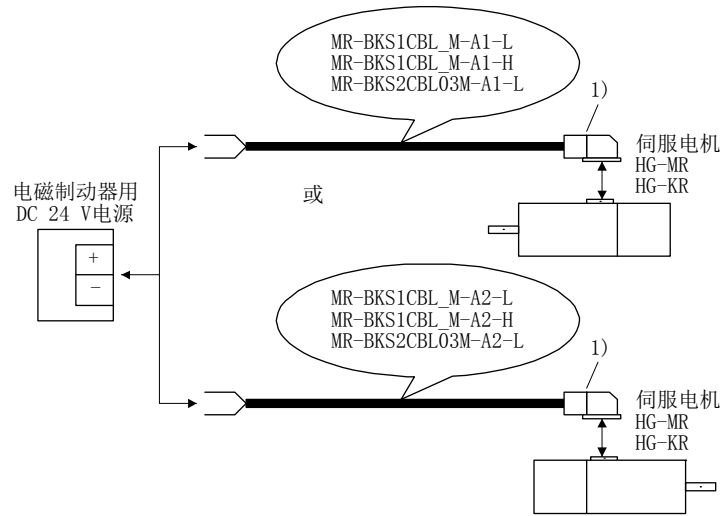 MR-BKS1CBL_M-A1-L
MR-BKS1CBL_M-A1-H
MR-BKS2CBL03M-A1-L
1)
伺服电机
HG-MR
HG-KR
电磁制动器用
DC 24 V电源
+
-
或
MR-BKS1CBL_M-A2-L
MR-BKS1CBL_M-A2-H
MR-BKS2CBL03M-A2-L
1)
伺服电机
HG-MR
HG-KR